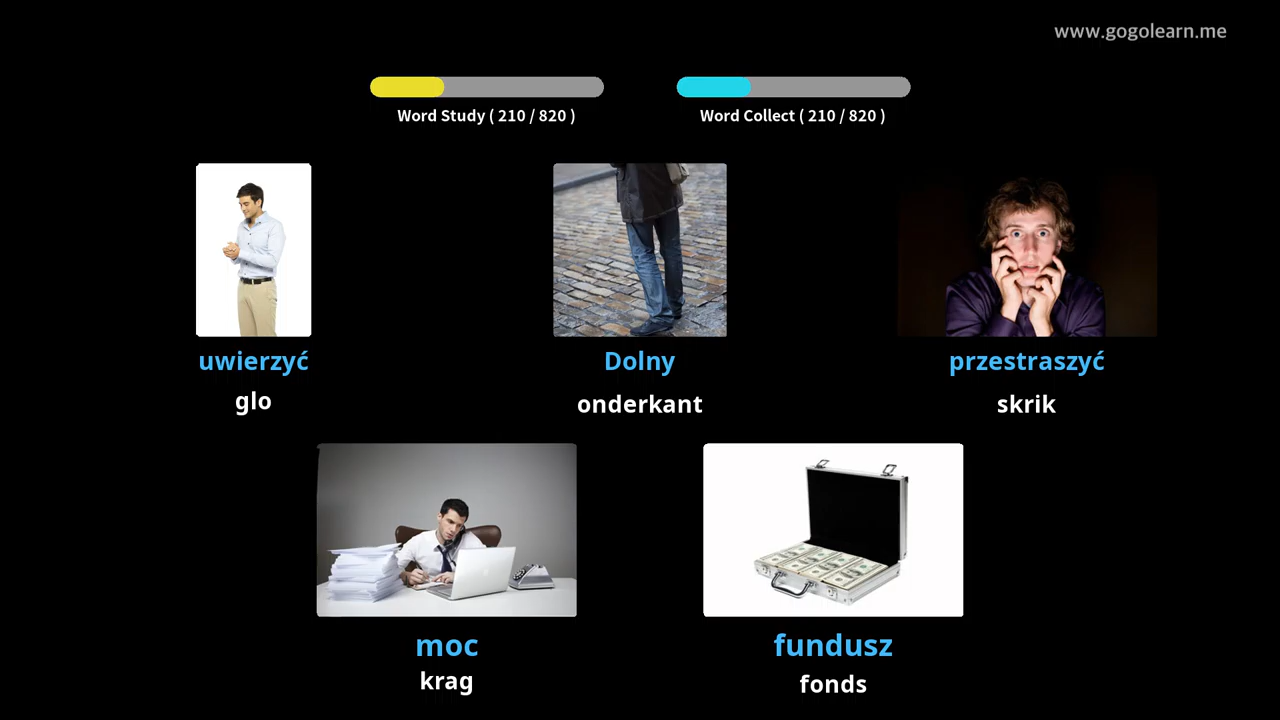 www.gogolearn.me
Word Study ( 210 / 820 )
Word Collect ( 210 / 820 )
uwierzyć
glo
Dolny
onderkant
przestraszyć
skrik
moc
krag
fundusz
fonds